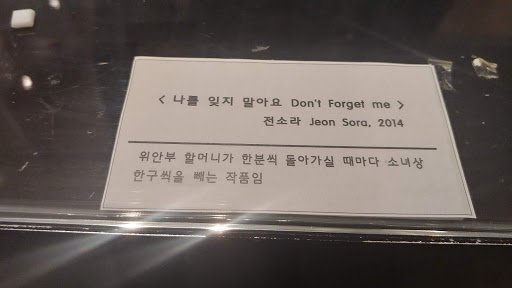 < 나를 잊지 말아요 Don't Forget me >
전소라 Jeon Sora, 2014
위안부 할머니가 한분씩 돌아가실 때마다 소녀상
한구씩을 빼는 작품임